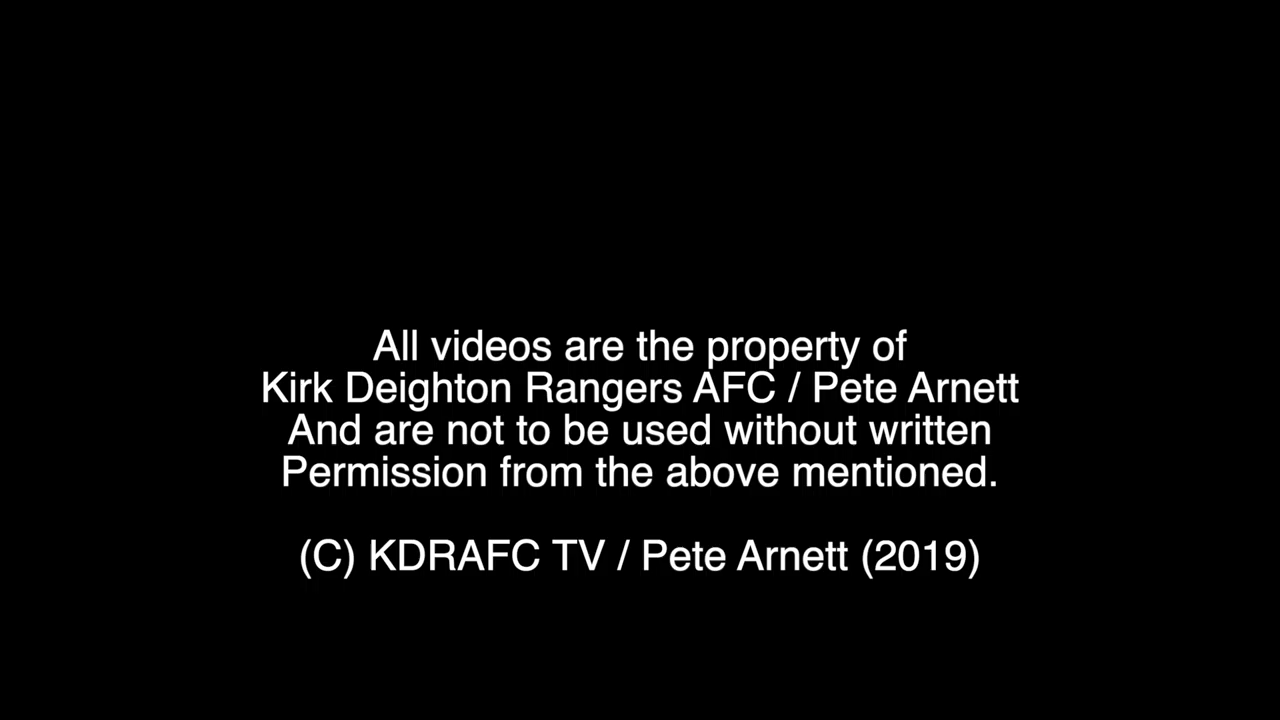 All videos are the property of
Kirk Deighton Rangers AFC / Pete Arnett
And are not to be used without written
Permission from the above mentioned.
(C) KDRAFC TV / Pete Arnett (2019)